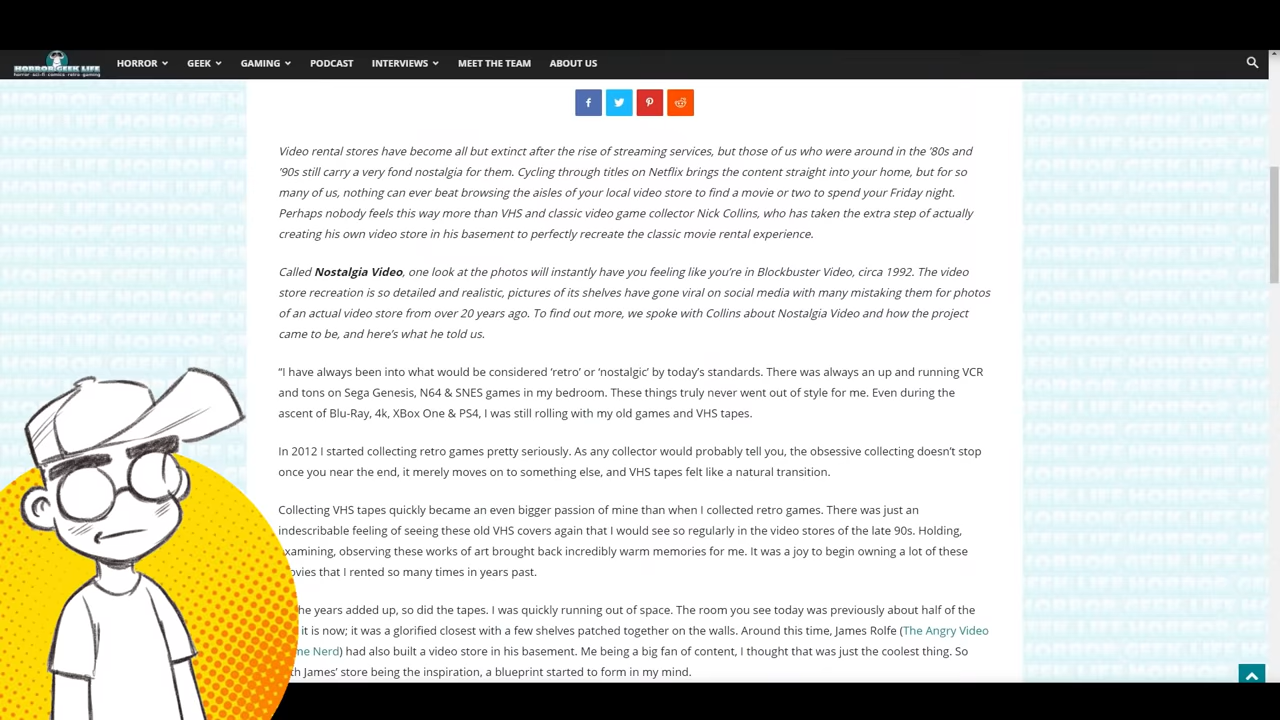 HORROR GEEK LIFE
horror sci-fi comics retro gaming
HORROR GEEK GAMING PODCAST INTERVIEWS MEET THE TEAM ABOUT US
Video rental stores have become all but extinct after the rise of streaming services, but those of us who were around in the '80s and
'90s still carry a very fond nostalgia for them. Cycling through titles on Netflix brings the content straight into your home, but for so
many of us, nothing can ever beat browsing the aisles of your local video store to find a movie or two to spend your Friday night.
Perhaps nobody feels this way more than VHS and classic video game collector Nick Collins, who has taken the extra step of actually
creating his own video store in his basement to perfectly recreate the classic movie rental experience.
Called Nostalgia Video, one look at the photos will instantly have you feeling like you're in Blockbuster Video, circa 1992. The video
store recreation is so detailed and realistic, pictures of its shelves have gone viral on social media with many mistaking them for photos
of an actual video store from over 20 years ago. To find out more, we spoke with Collins about Nostalgia Video and how the project
came to be, and here's what he told us.
"I have always been into what would be considered 'retro' or 'nostalgic' by today's standards. There was always an up and running VCR
and tons on Sega Genesis, N64 & SNES games in my bedroom. These things truly never went out of style for me. Even during the
ascent of Blu-Ray, 4k, XBox One & PS4, I was still rolling with my old games and VHS tapes.
In 2012 I started collecting retro games pretty seriously. As any collector would probably tell you, the obsessive collecting doesn't stop
once you near the end, it merely moves on to something else, and VHS tapes felt like a natural transition.
Collecting VHS tapes quickly became an even bigger passion of mine than when I collected retro games. There was just an
indescribable feeling of seeing these old VHS covers again that I would see so regularly in the video stores of the late 90s. Holding,
examining, observing these works of art brought back incredibly warm memories for me. It was a joy to begin owning a lot of these
movies that I rented so many times in years past.
he years added up, so did the tapes. I was quickly running out of space. The room you see today was previously about half of the
it is now; it was a glorified closest with a few shelves patched together on the walls. Around this time, James Rolfe (The Angry Video
me Nerd) had also built a video store in his basement. Me being a big fan of content, I thought that was just the coolest thing. So
th James' store being the inspiration, a blueprint started to form in my mind.